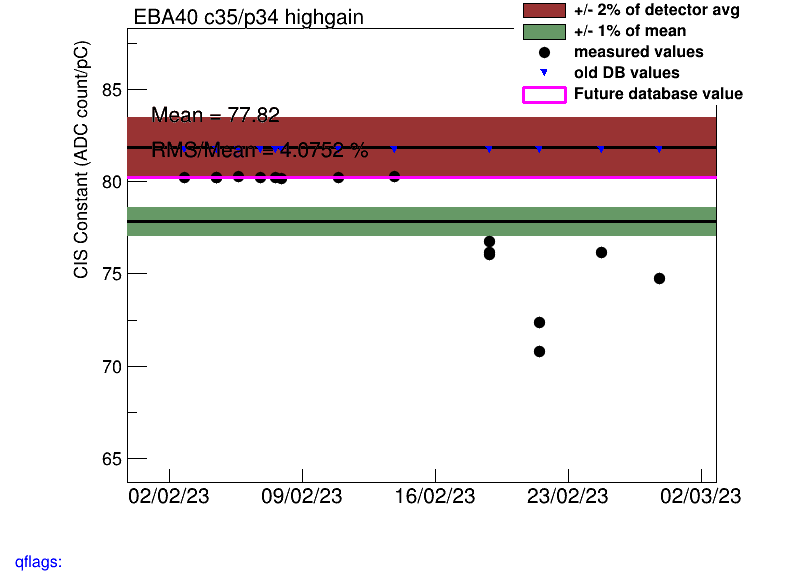 EBA40 c35/p34 highgain
+/- 2% of detector avg
+/- 1% of mean
measured values
old DB values
Future database value
CIS Constant (ADC count/pC)
85
80
75
70
65
Mean = 77.82
RMS/Mean = 4.0752 %
02/02/23
09/02/23
16/02/23
23/02/23
02/03/23
qflags: